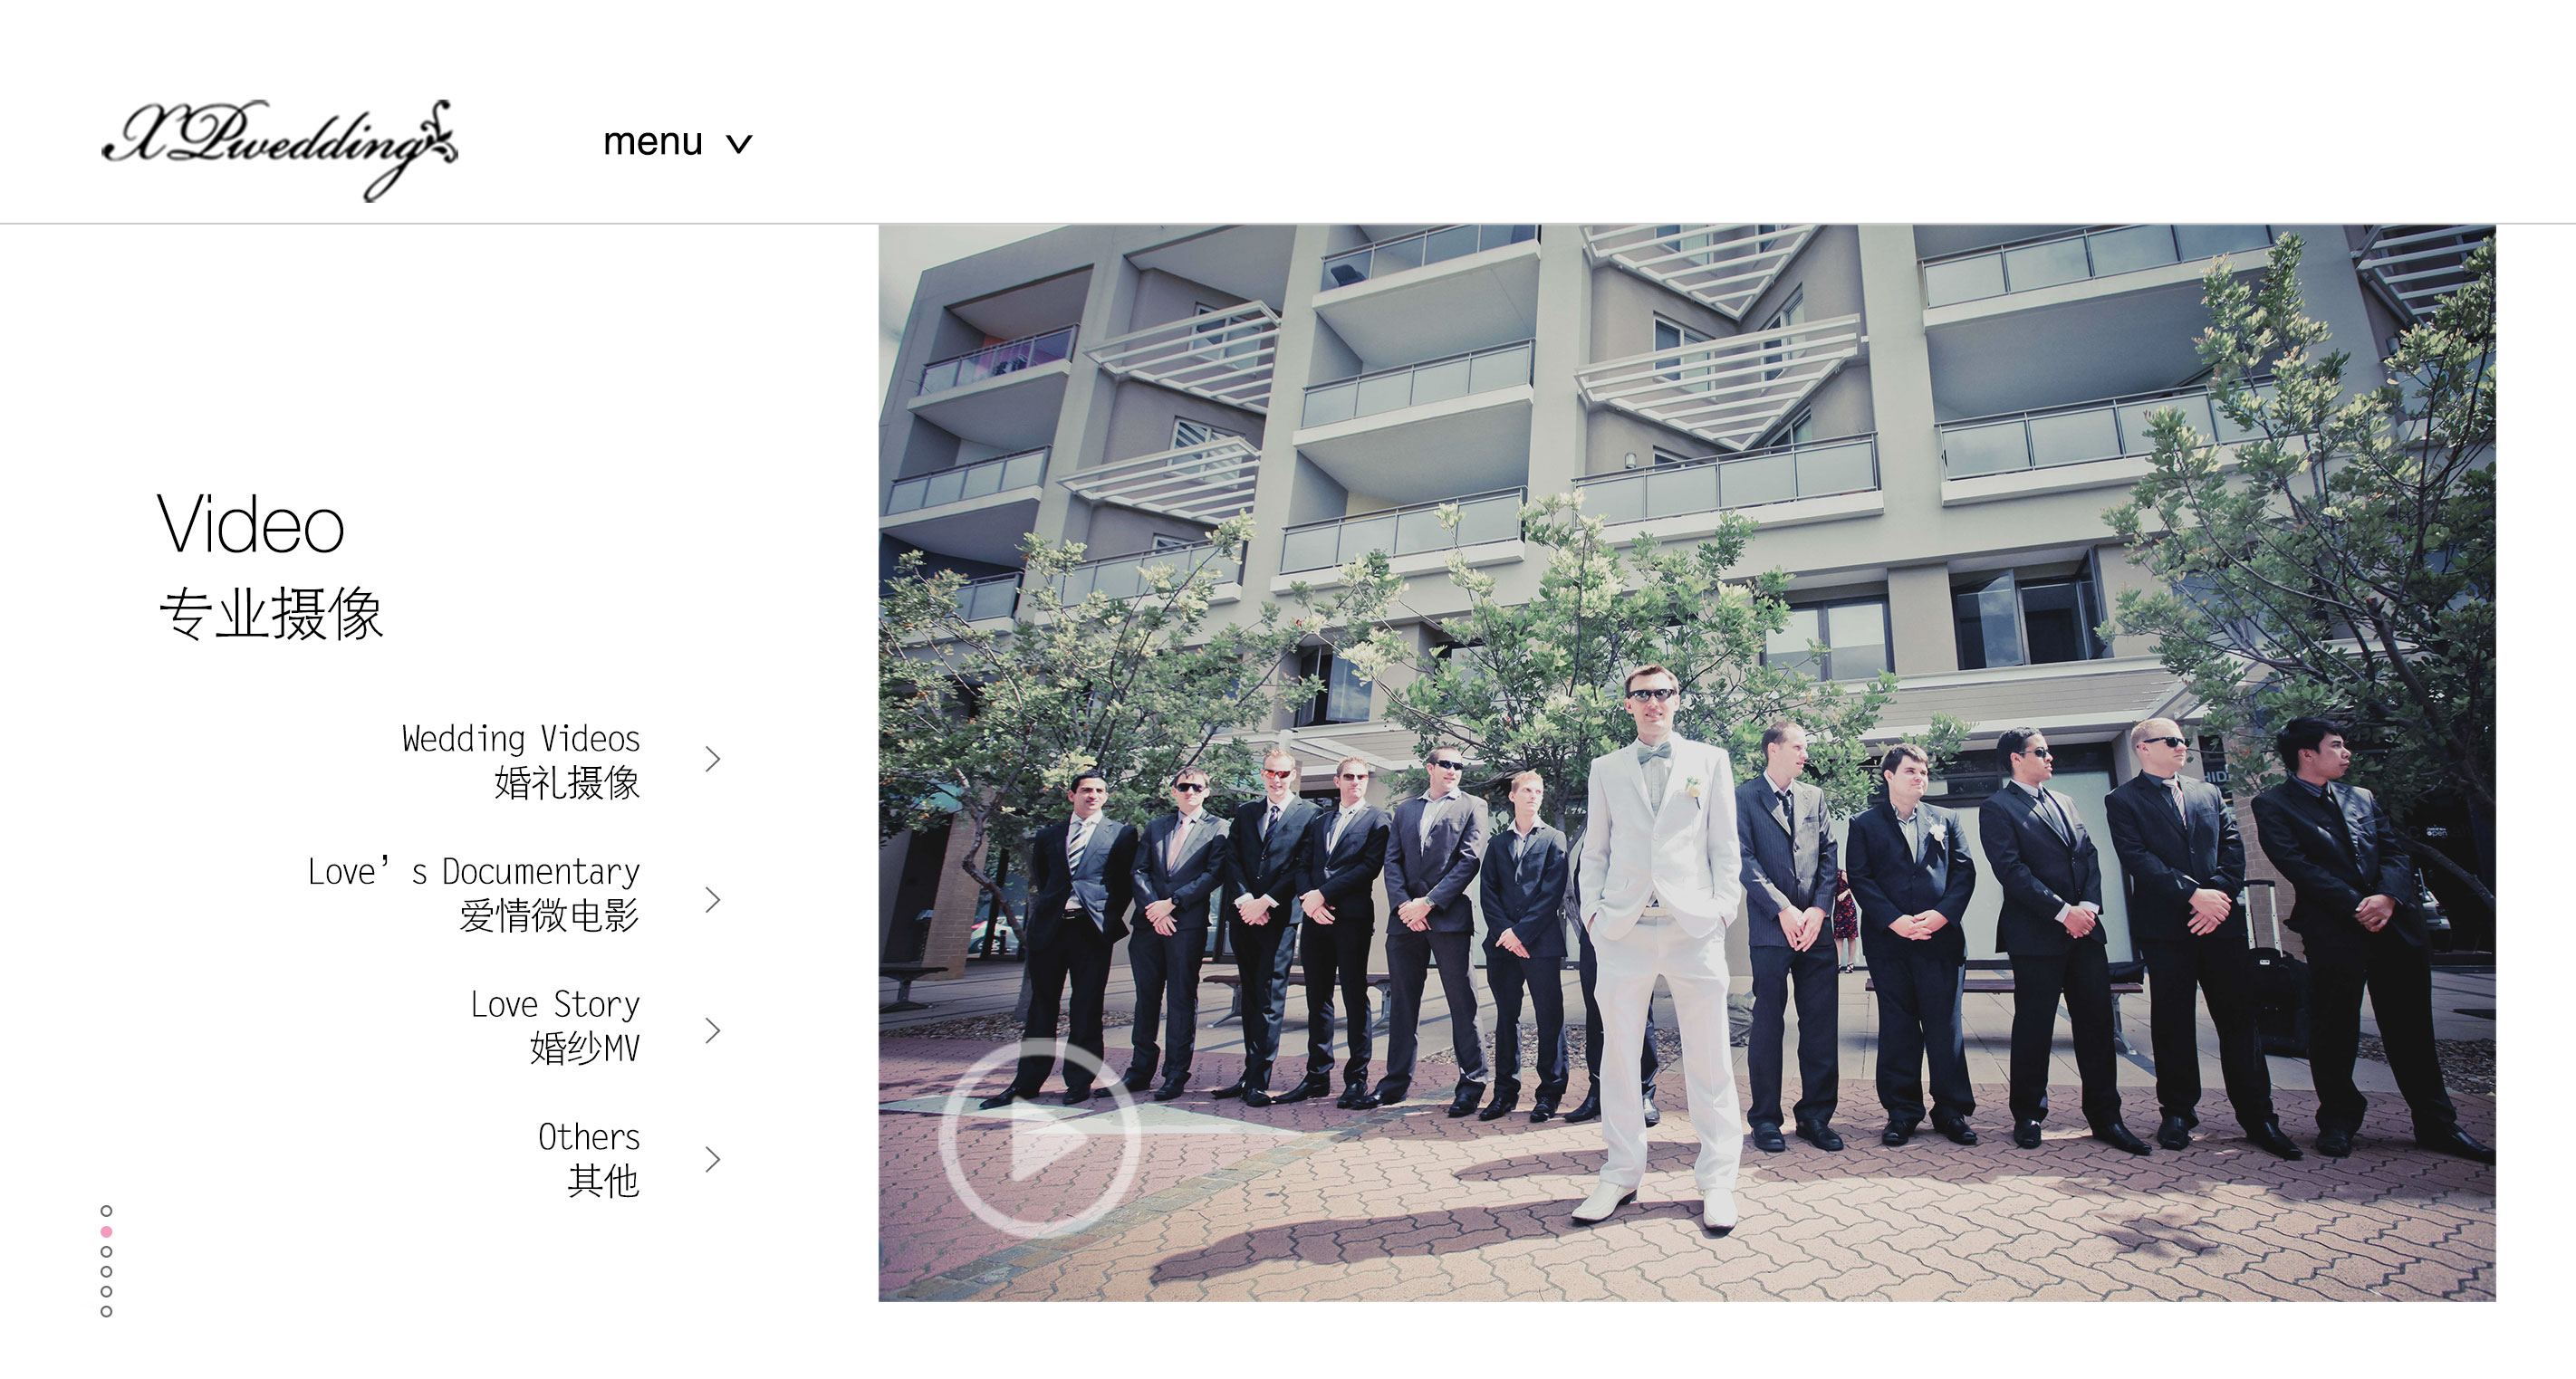 XPwedding
menu
Video
专业摄像
Wedding Videos
婚礼摄像
Love’s Documentary
爱情微电影
Love Story
婚纱MV
Others
其他
open